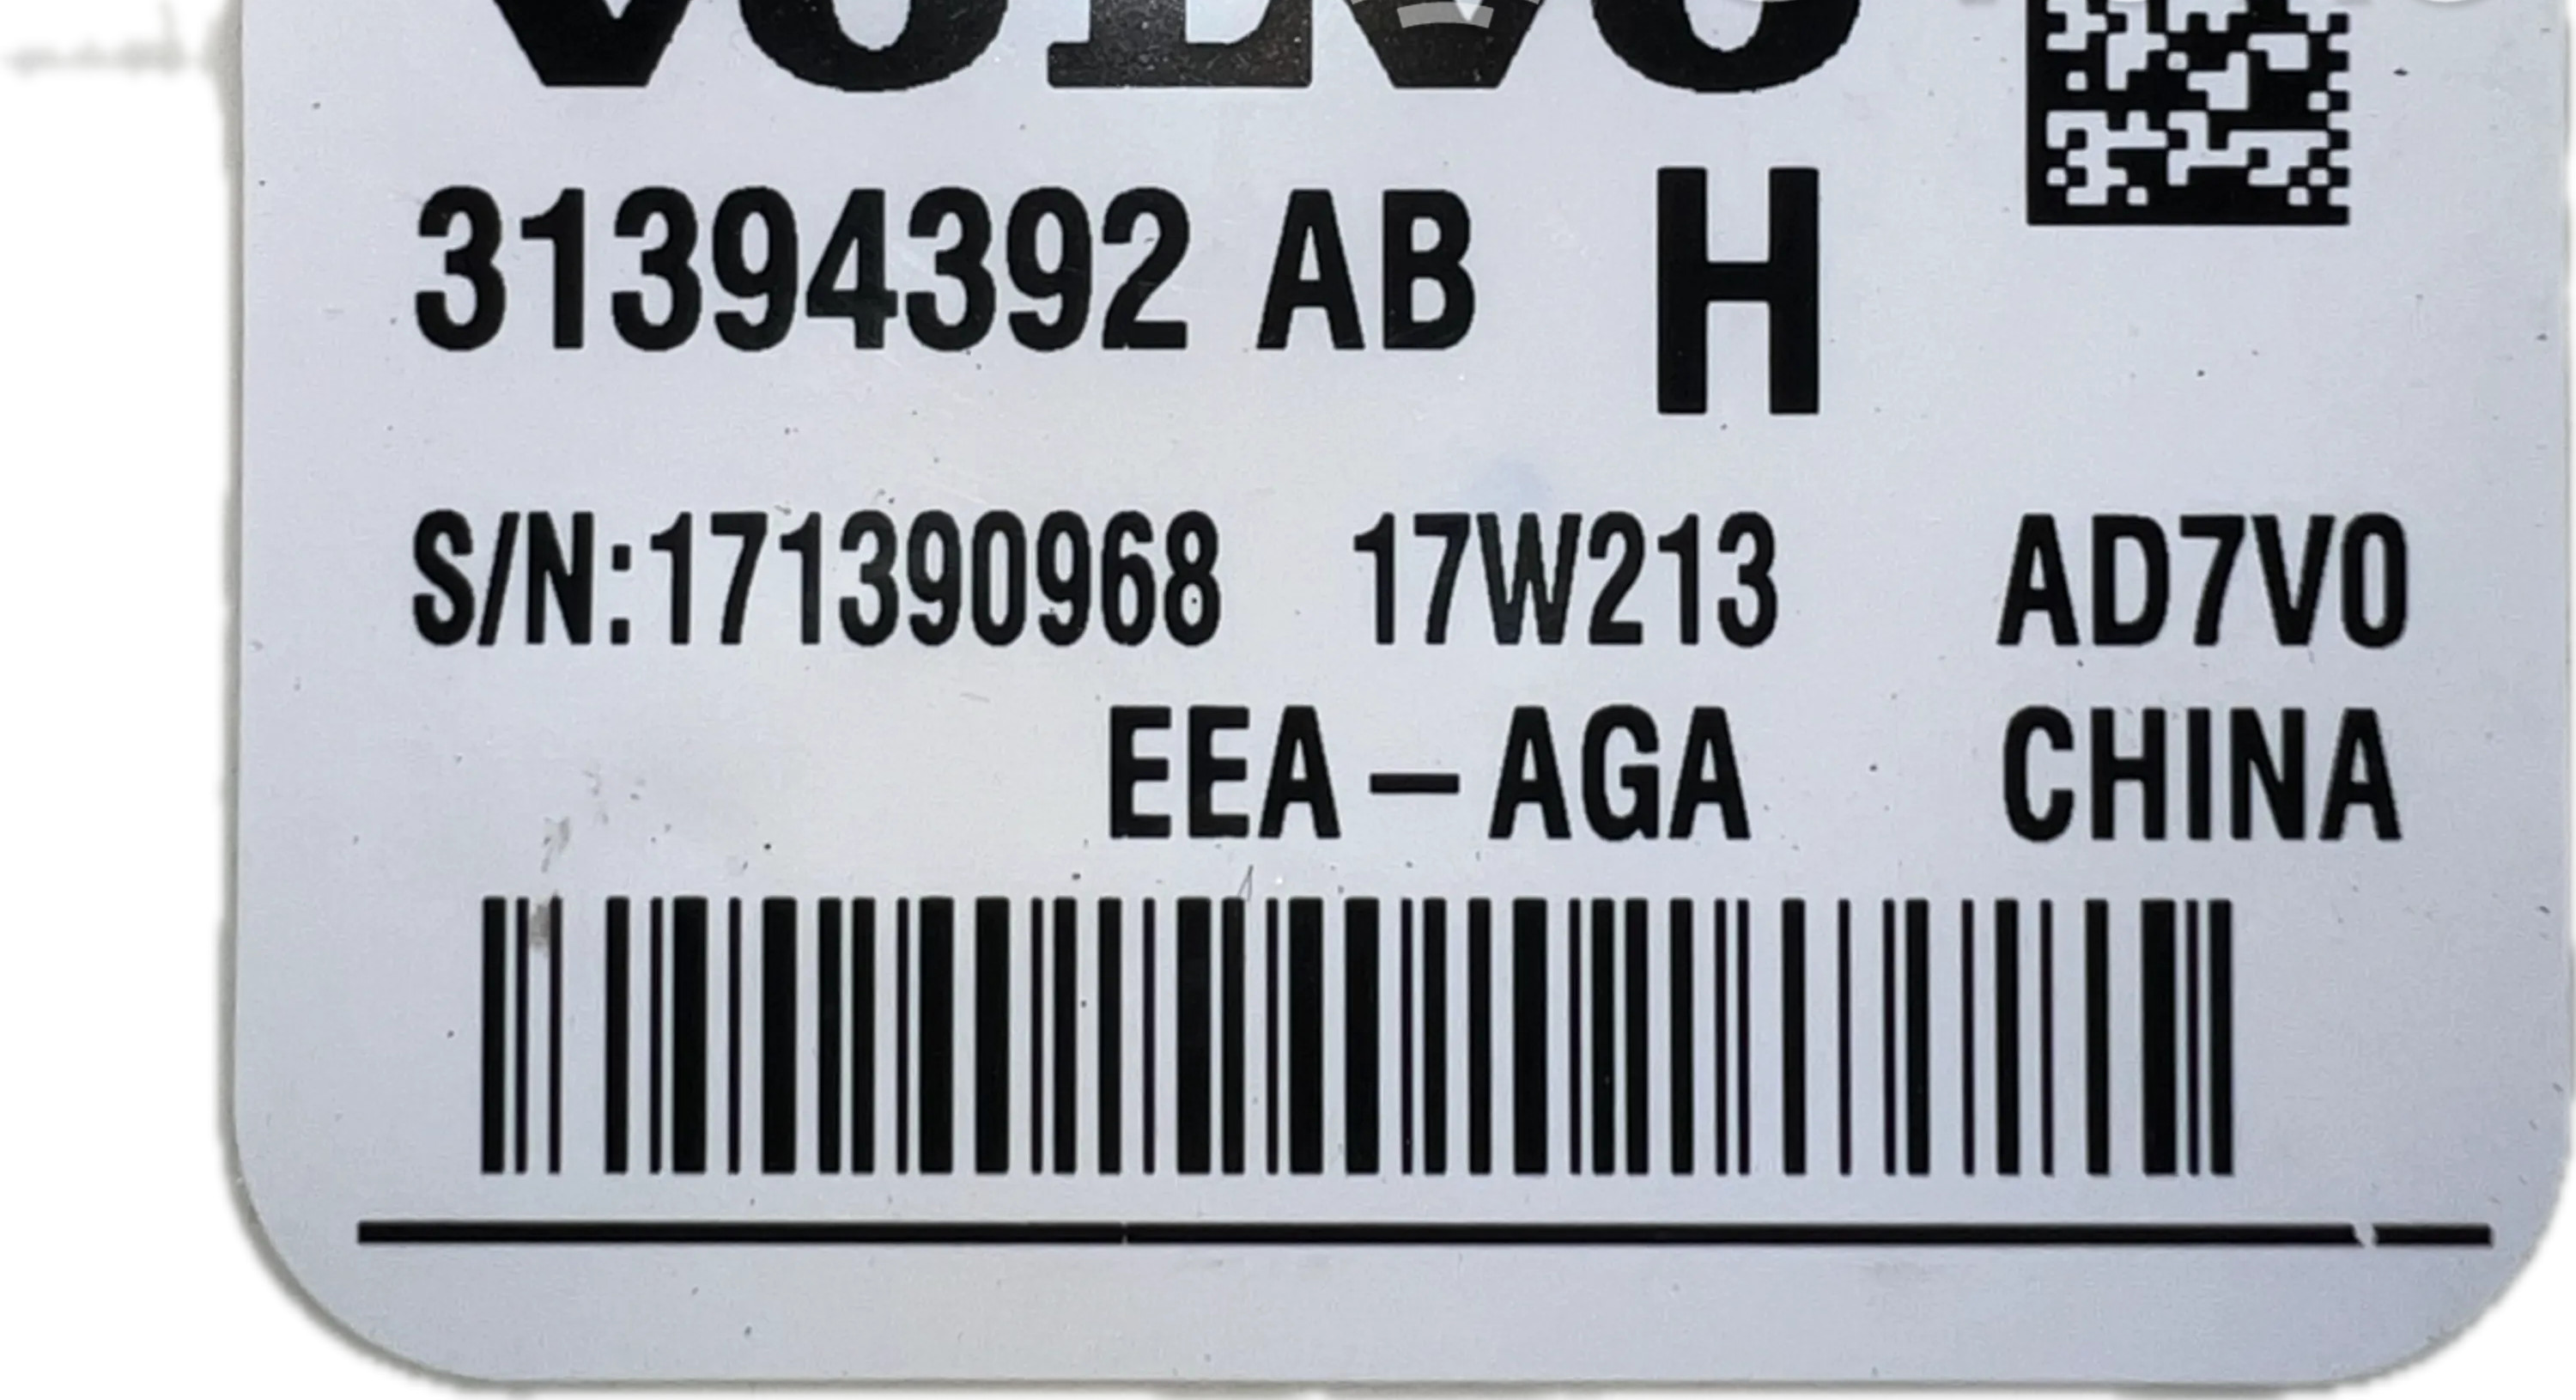 VOLVO
31394392 AB H
S/N:171390968 17W213 AD7V0
EEA – AGA CHINA